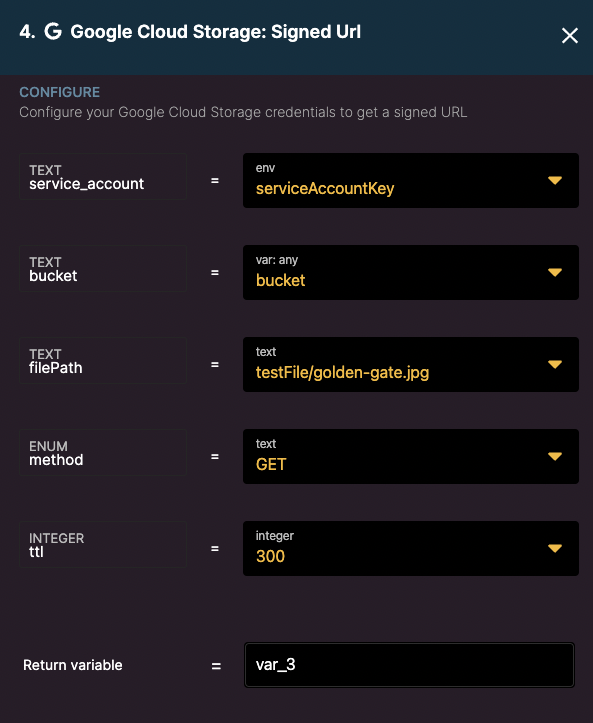 4. Google Cloud Storage: Signed Url
CONFIGURE
Configure your Google Cloud Storage credentials to get a signed URL
TEXT
service_account
=
env
serviceAccountKey
TEXT
bucket
=
var: any
bucket
TEXT
filePath
=
text
testFile/golden-gate.jpg
ENUM
method
=
text
GET
INTEGER
ttl
=
integer
300
Return variable
=
var_3